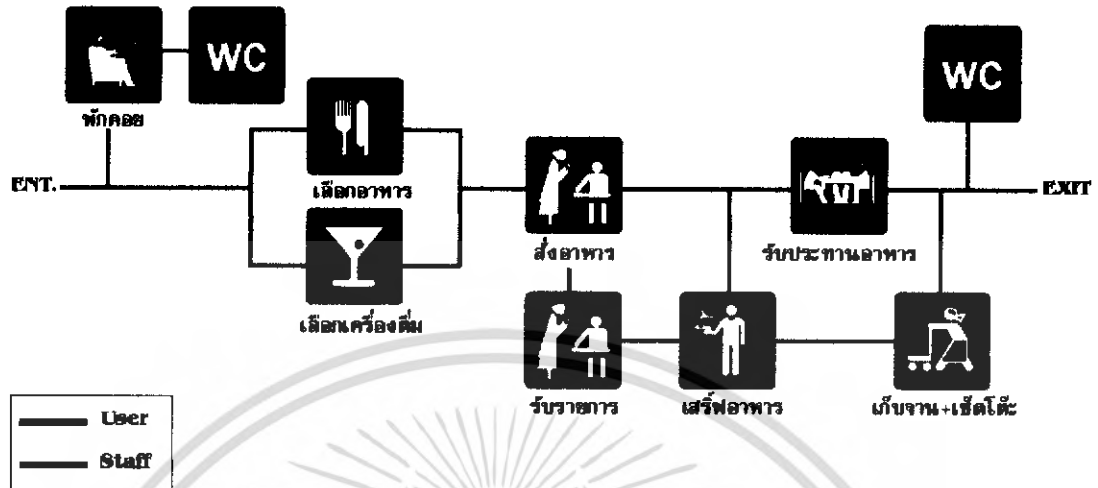 WC
พักคอย
WC
ENT.
เลือกอาหาร
เลือกเครื่องดื่ม
สั่งอาหาร
รับประทานอาหาร
EXIT
รับรายการ
เสริ์ฟอาหาร
เก็บจาน+เช็ดโต๊ะ
User
Staff